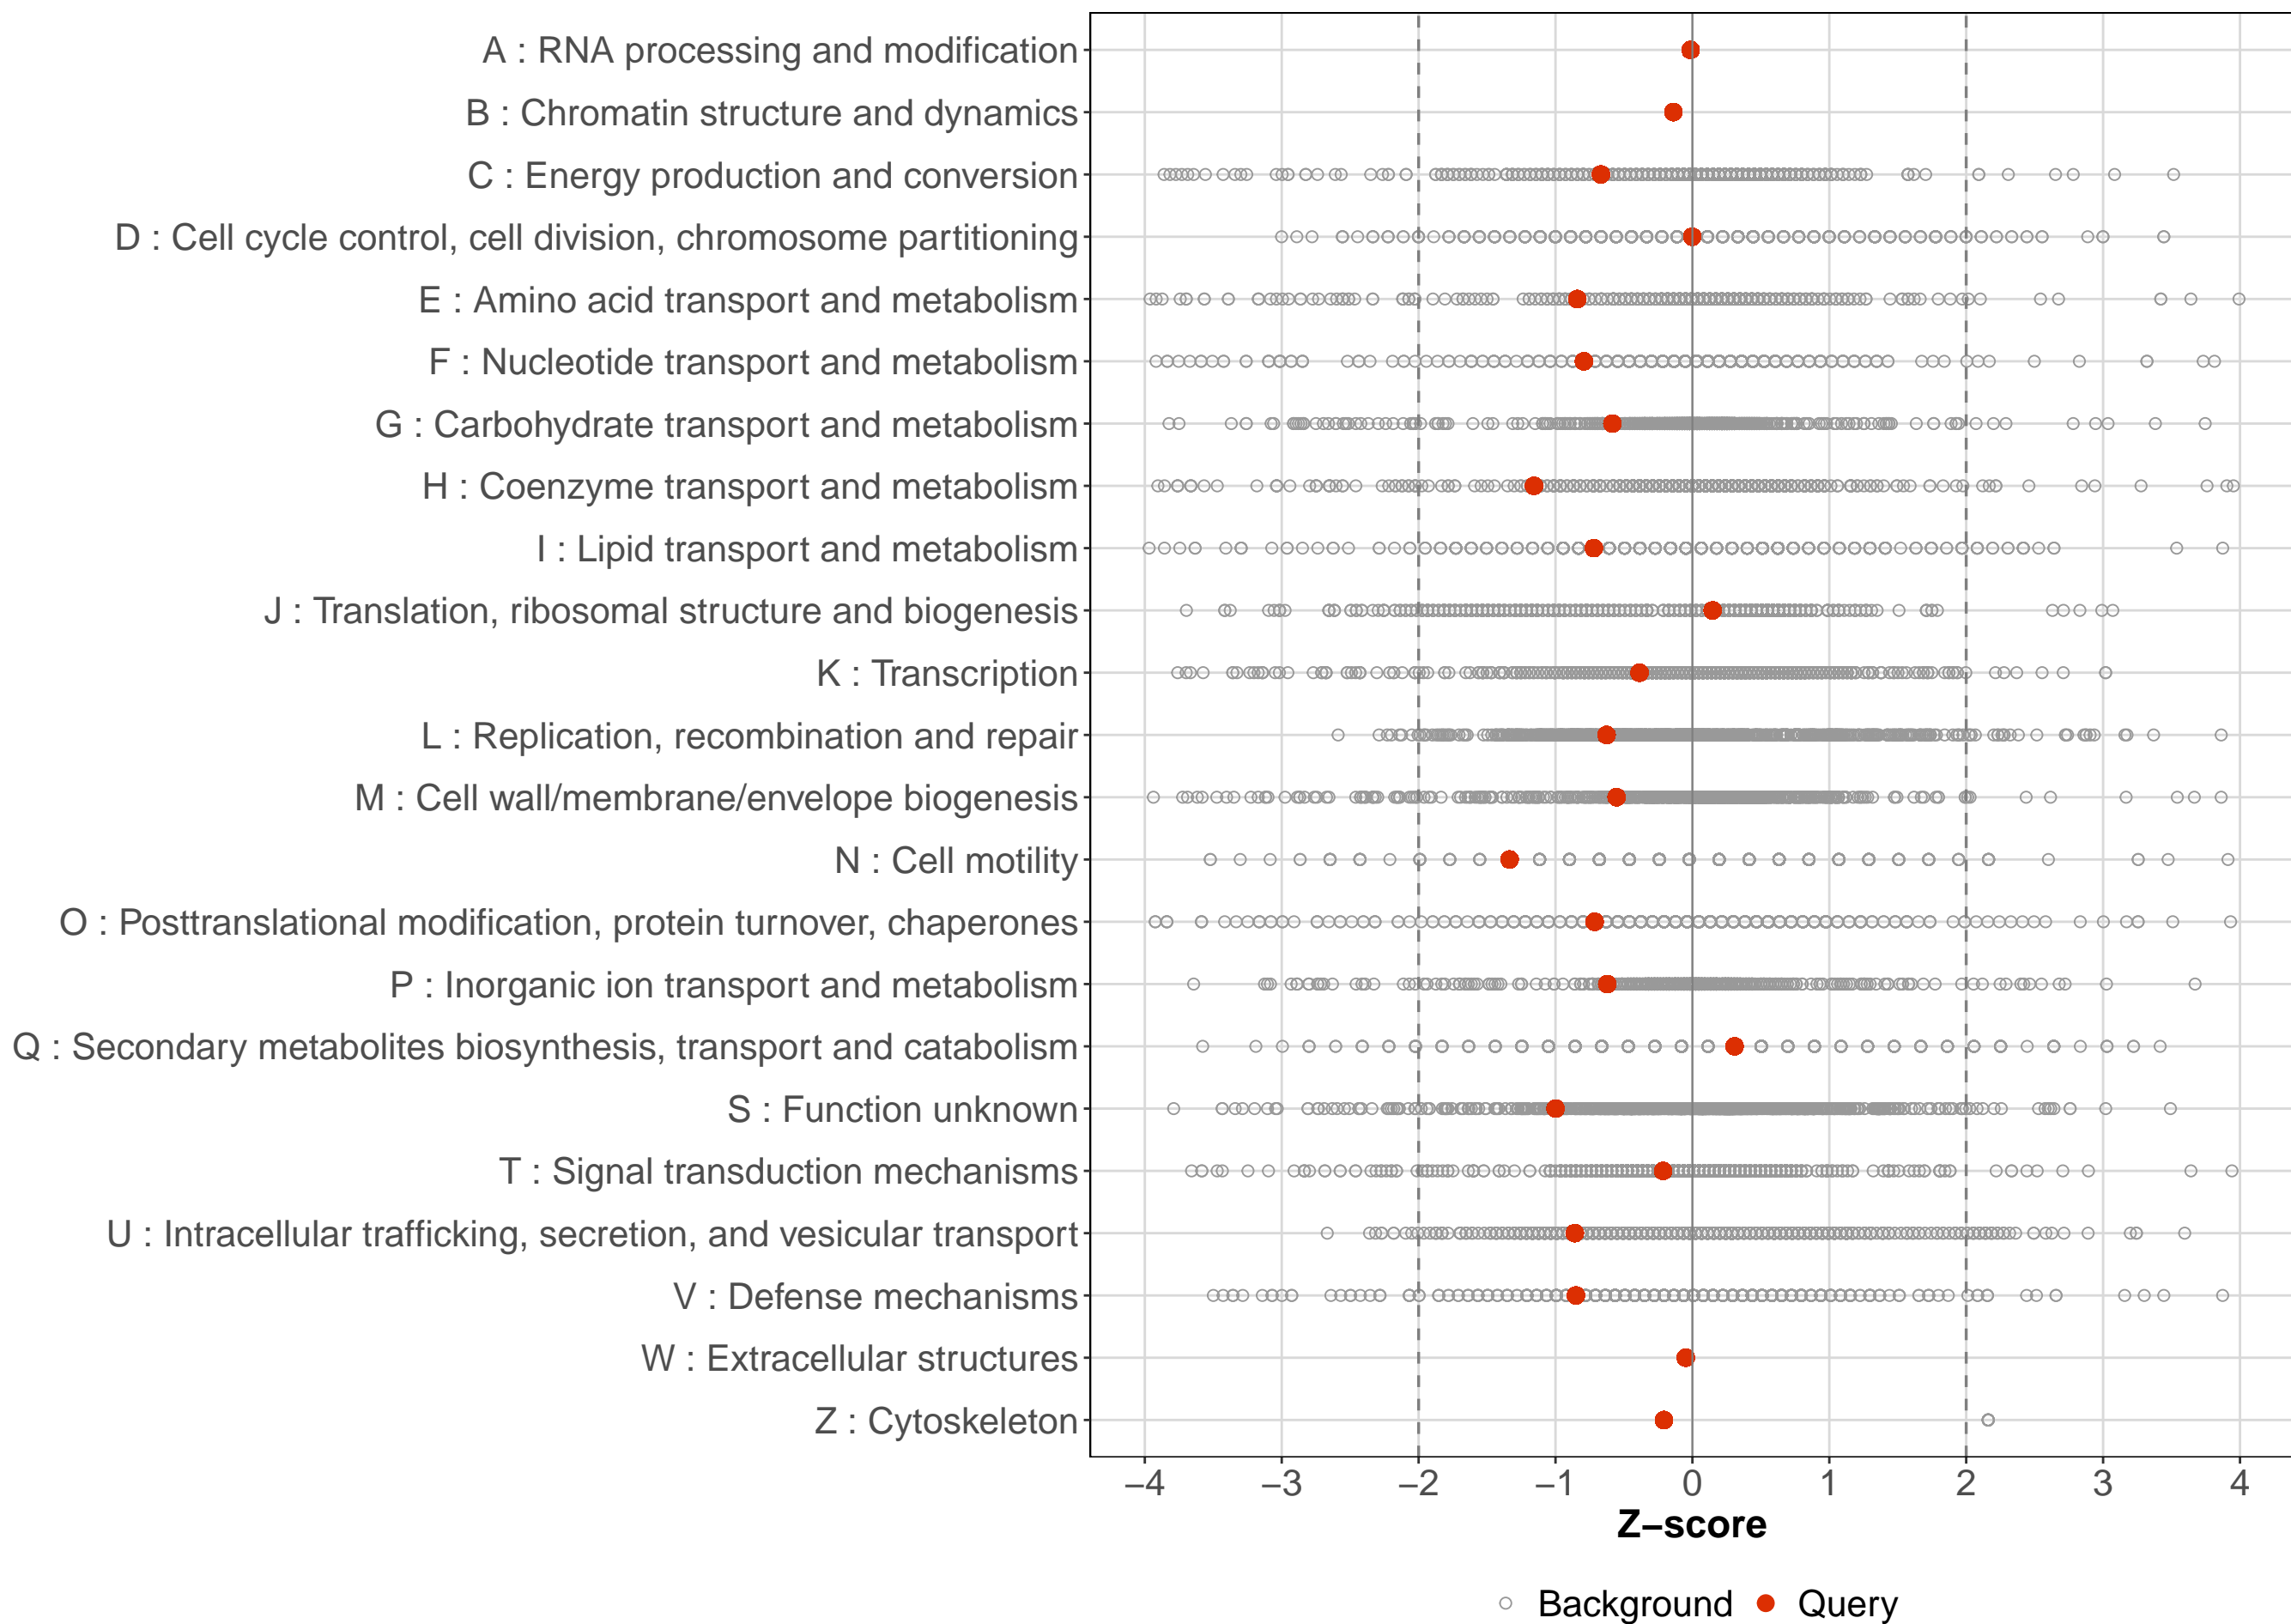 A : RNA processing and modification
B : Chromatin structure and dynamics
C : Energy production and conversion
D : Cell cycle control, cell division, chromosome partitioning
E : Amino acid transport and metabolism
F : Nucleotide transport and metabolism
G : Carbohydrate transport and metabolism
H : Coenzyme transport and metabolism
I : Lipid transport and metabolism
J : Translation, ribosomal structure and biogenesis
K : Transcription
L : Replication, recombination and repair
M : Cell wall/membrane/envelope biogenesis
N : Cell motility
O : Posttranslational modification, protein turnover, chaperones
P : Inorganic ion transport and metabolism
Q : Secondary metabolites biosynthesis, transport and catabolism
S : Function unknown
T : Signal transduction mechanisms
U : Intracellular trafficking, secretion, and vesicular transport
V : Defense mechanisms
W : Extracellular structures
Z : Cytoskeleton
−4 −3 −2 −1 0 1 2 3 4
Z−score
Background Query